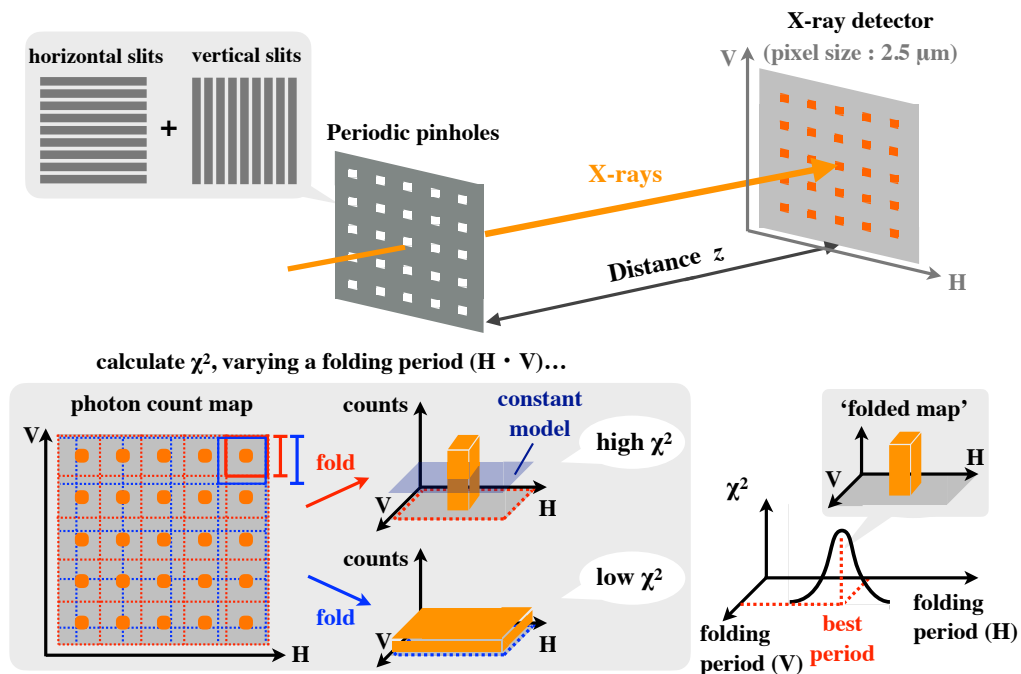 horizontal slits
vertical slits
+
Periodic pinholes
X-rays
X-ray detector
(pixel size : 2.5 µm)
V
H
Distance z
calculate χ², varying a folding period (H・V)…
photon count map
V
H
fold
fold
counts
constant
model
high χ²
V
H
counts
low χ²
V
H
'folded map'
V
H
χ²
folding
period (V)
best
period
folding
period (H)